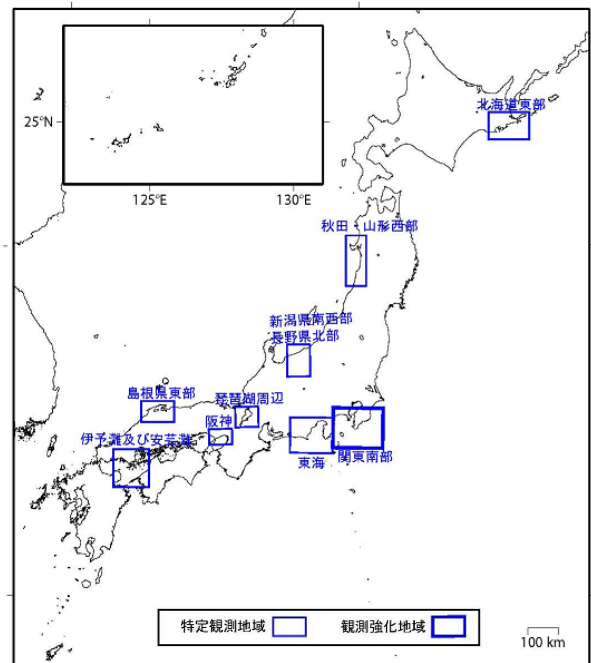 北海道東部
25°N
125°E
130°E
秋田・山形西部
新潟県南西部
長野県北部
島根県東部
琵琶湖周辺
阪神
伊予灘及び安芸灘
東海
関東南部
特定観測地域
観測強化地域
100 km